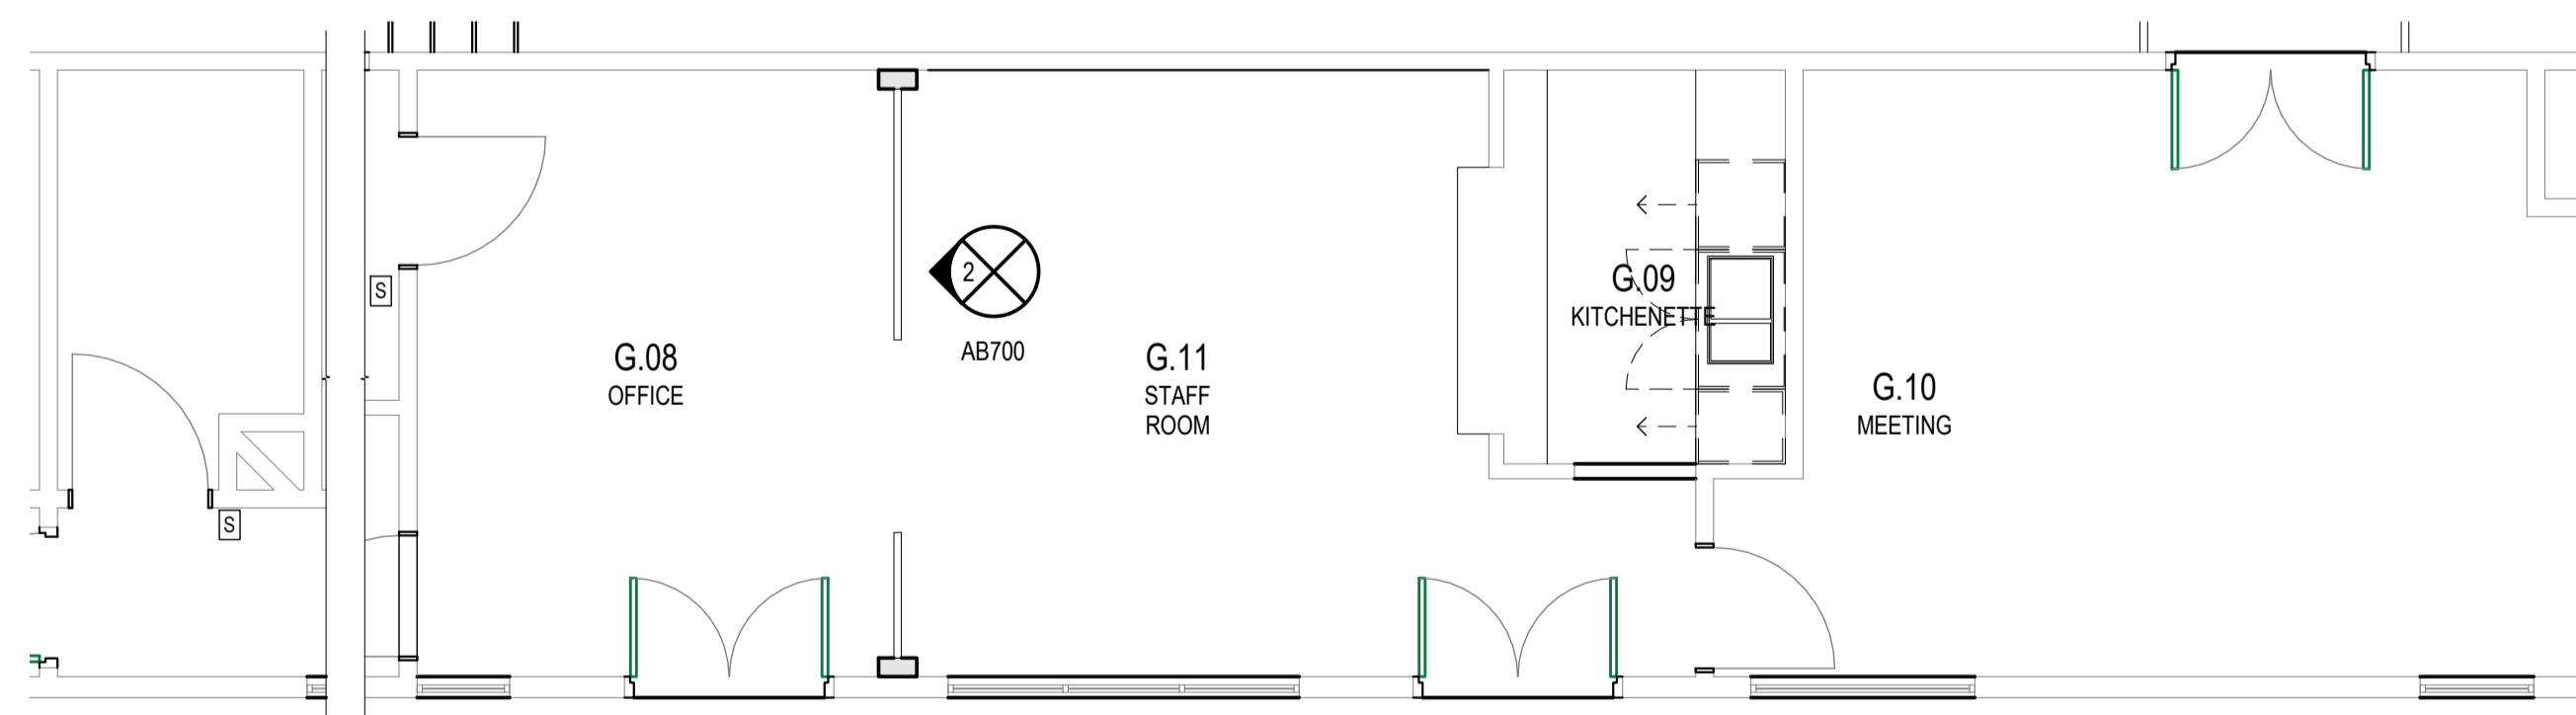 S
S
G.08
OFFICE
2
AB700
G.11
STAFF
ROOM
G.09
KITCHENETTE
G.10
MEETING